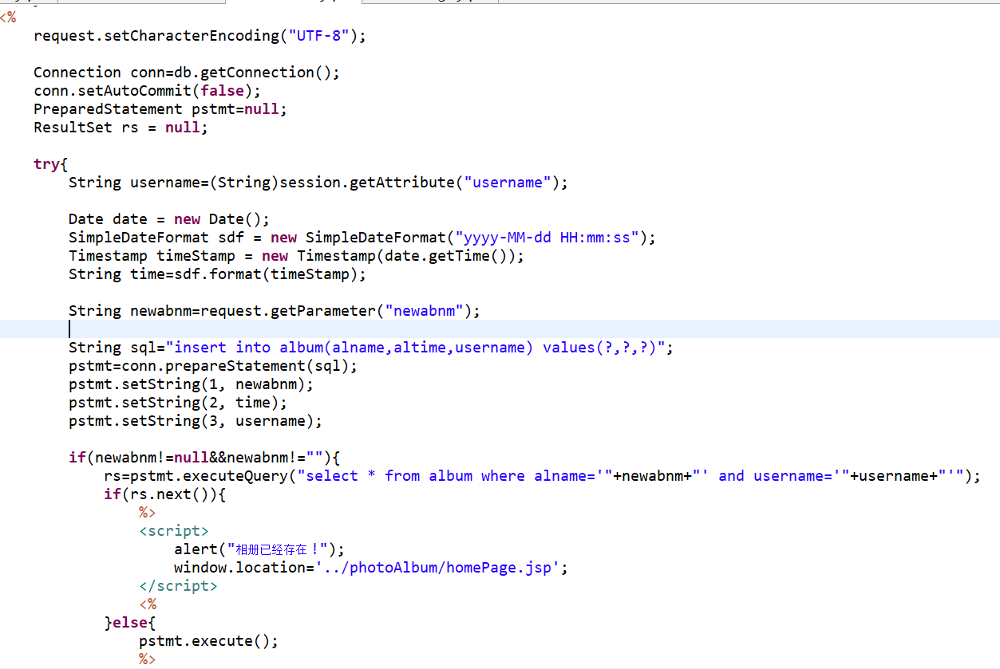 <%
request.setCharacterEncoding("UTF-8");
Connection conn=db.getConnection();
conn.setAutoCommit(false);
PreparedStatement pstmt=null;
ResultSet rs = null;
try{
String username=(String)session.getAttribute("username");
Date date = new Date();
SimpleDateFormat sdf = new SimpleDateFormat("yyyy-MM-dd HH:mm:ss");
Timestamp timeStamp = new Timestamp(date.getTime());
String time=sdf.format(timeStamp);
String newabnm=request.getParameter("newabnm");
String sql="insert into album(alname,altime,username) values(?,?,?)";
pstmt=conn.prepareStatement(sql);
pstmt.setString(1, newabnm);
pstmt.setString(2, time);
pstmt.setString(3, username);
if(newabnm!=null&&newabnm!=""){
rs=pstmt.executeQuery("select * from album where alname='"+newabnm+"' and username='"+username+"'");
if(rs.next()){
%>
<script>
alert("相册已经存在！");
window.location='../photoAlbum/homePage.jsp';
</script>
<%
}else{
pstmt.execute();
%>